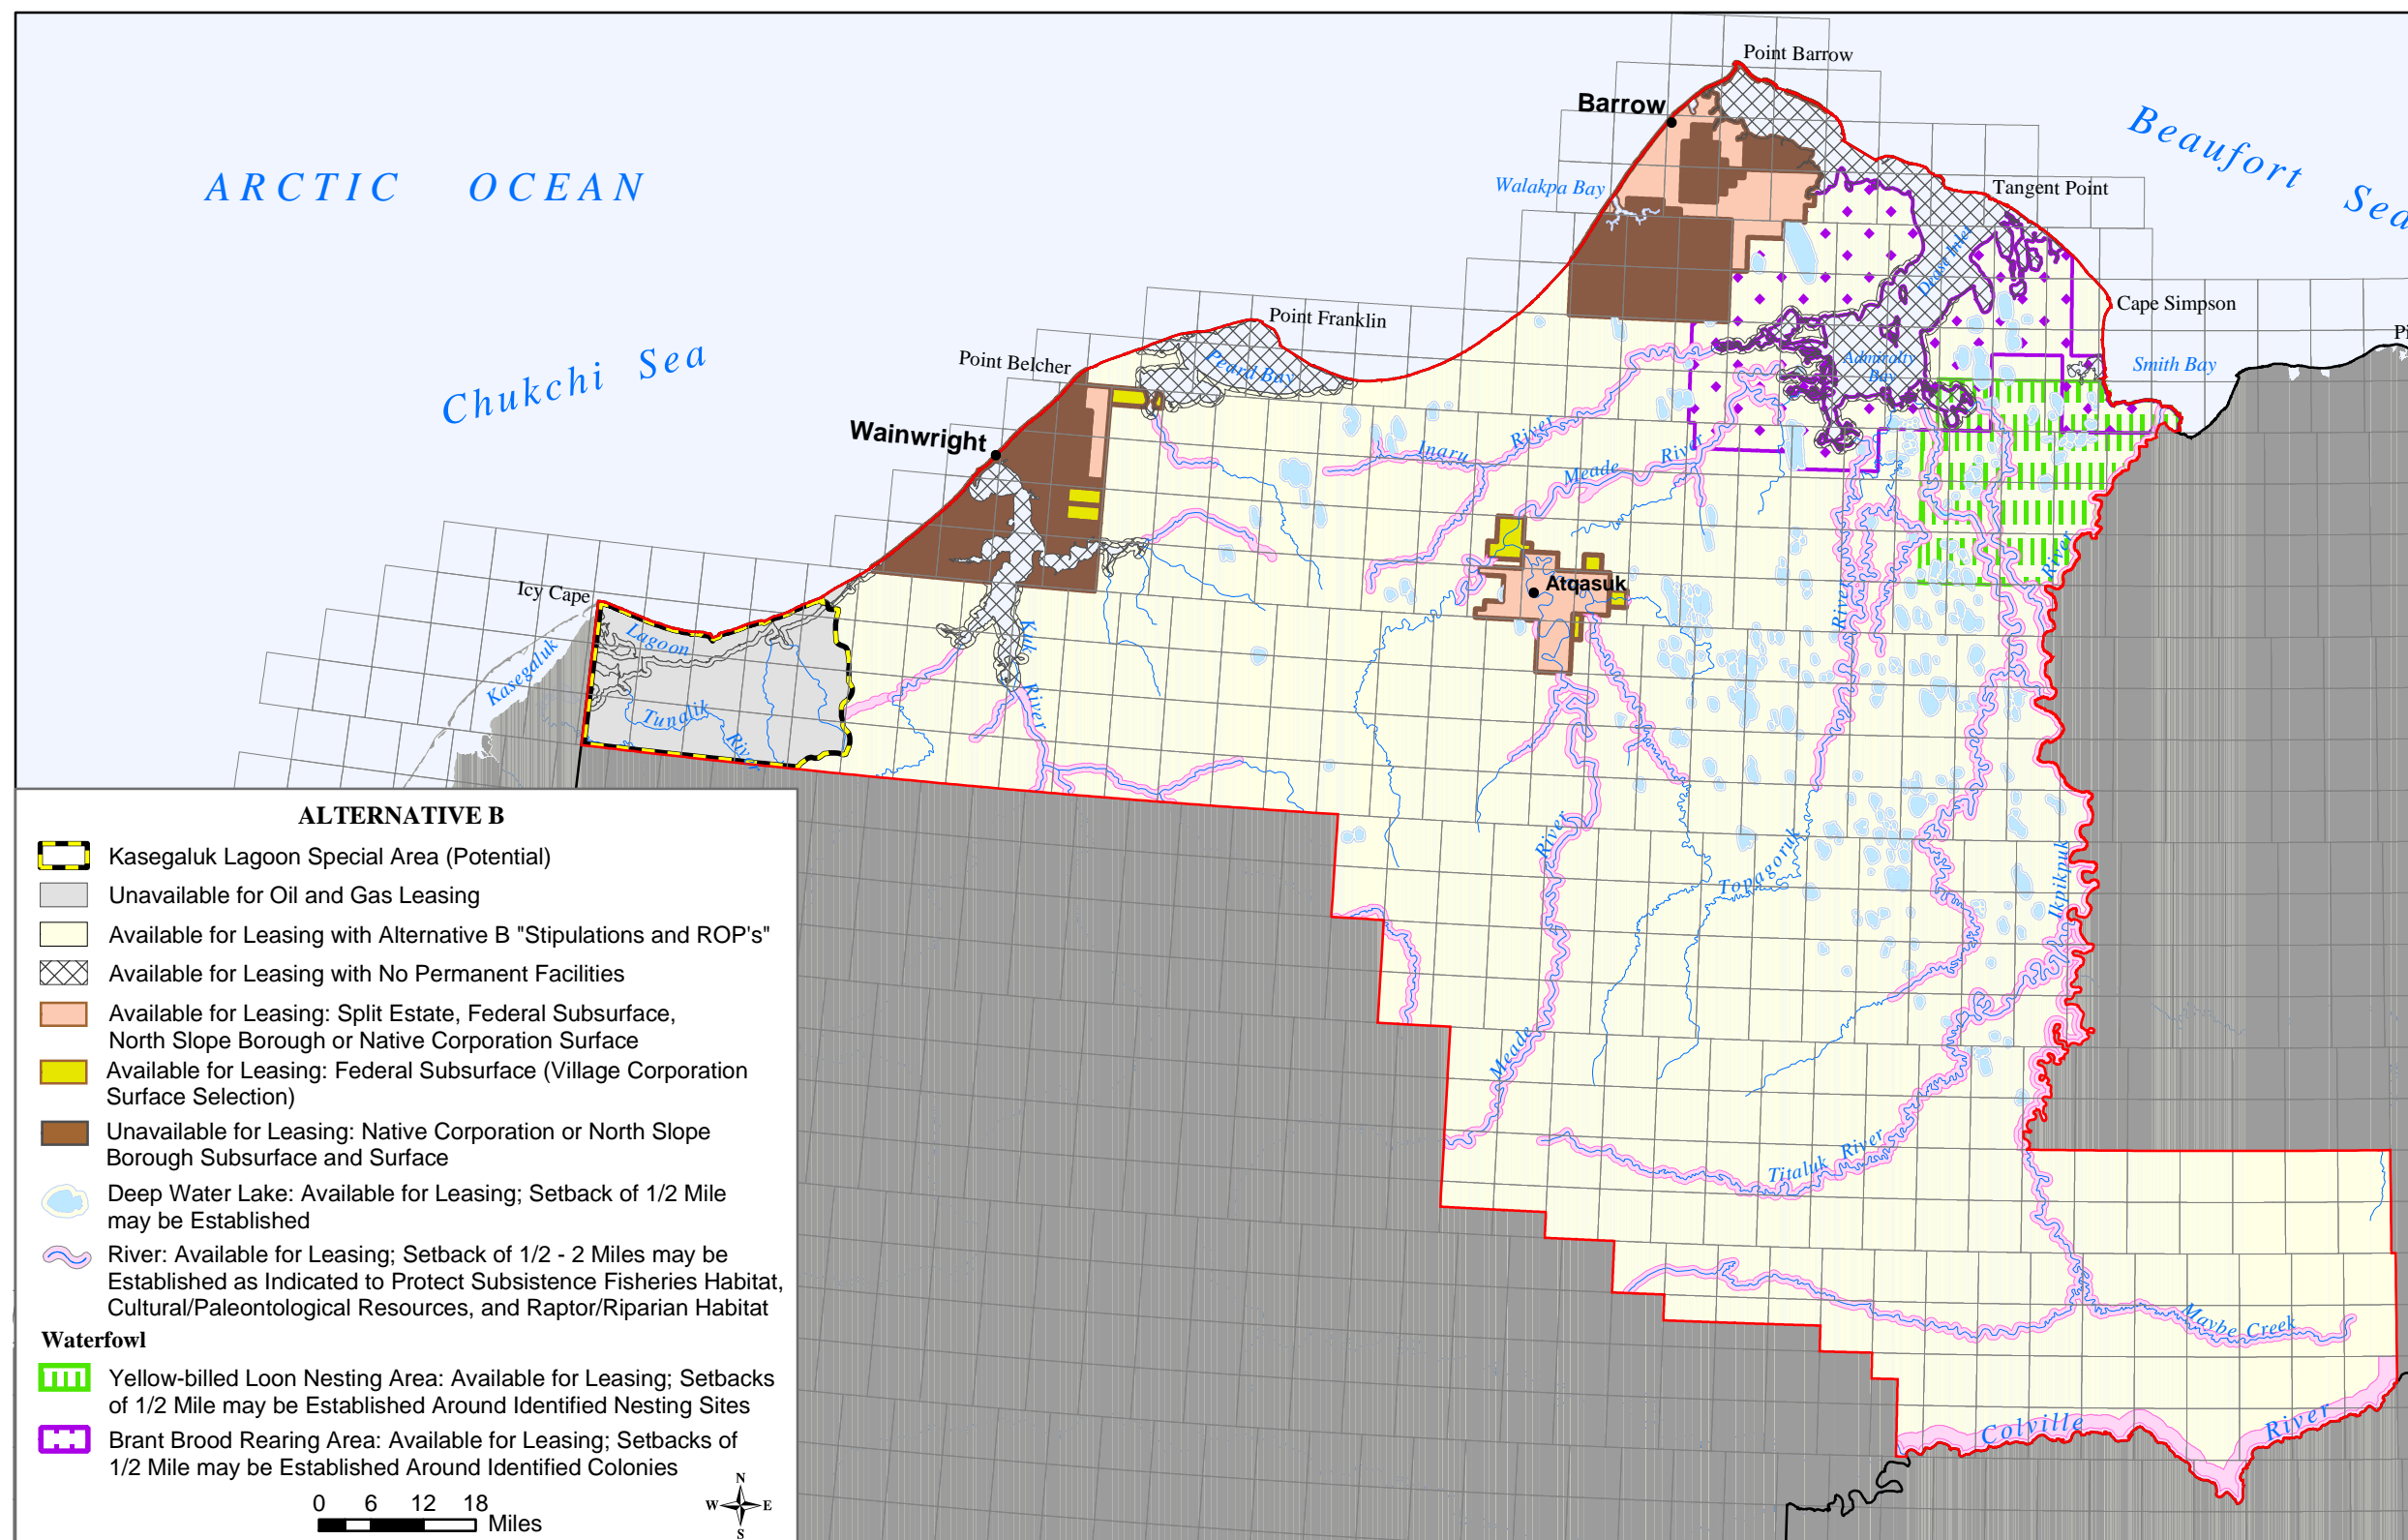 Point Barrow
Barrow
Beaufort Sea
ARCTIC OCEAN
Walakpa Bay
Tangent Point
Dease Inlet
Cape Simpson
Point Franklin
Point Belcher
Peard Bay
Chukchi Sea
Admiralty
Bay
Smith Bay
Wainwright
Inaru River
Meade River
Icy Cape
Atqasuk
River
River
Kasegaluk Lagoon
Kuk River
Tunalik River
Meade River
Topagoruk
Ikpikpuk
Titaluk River
Maybe Creek
Colville River
ALTERNATIVE B
Kasegaluk Lagoon Special Area (Potential)
Unavailable for Oil and Gas Leasing
Available for Leasing with Alternative B "Stipulations and ROP's"
Available for Leasing with No Permanent Facilities
Available for Leasing: Split Estate, Federal Subsurface,
North Slope Borough or Native Corporation Surface
Available for Leasing: Federal Subsurface (Village Corporation
Surface Selection)
Unavailable for Leasing: Native Corporation or North Slope
Borough Subsurface and Surface
Deep Water Lake: Available for Leasing; Setback of 1/2 Mile
may be Established
River: Available for Leasing; Setback of 1/2 - 2 Miles may be
Established as Indicated to Protect Subsistence Fisheries Habitat,
Cultural/Paleontological Resources, and Raptor/Riparian Habitat
Waterfowl
Yellow-billed Loon Nesting Area: Available for Leasing; Setbacks
of 1/2 Mile may be Established Around Identified Nesting Sites
Brant Brood Rearing Area: Available for Leasing; Setbacks of
1/2 Mile may be Established Around Identified Colonies
0 6 12 18
Miles
N
W E
S